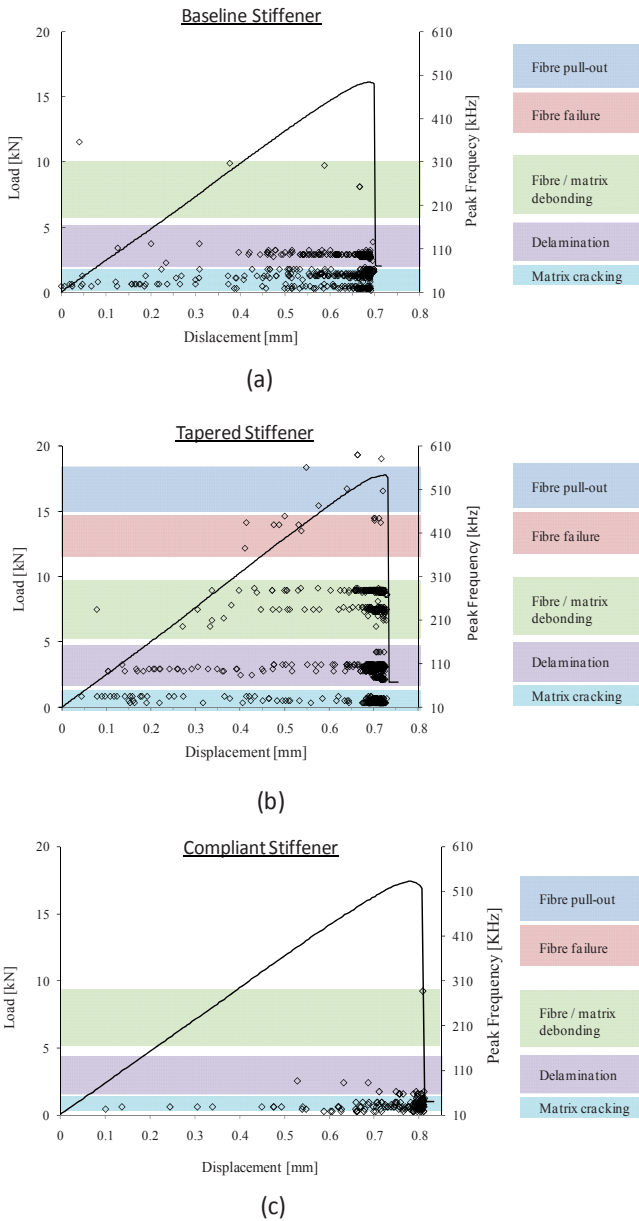 Baseline Stiffener
20
15
10
5
0
Load [kN]
610
510
410
310
210
110
10
Peak Frequecy [kHz]
0 0.1 0.2 0.3 0.4 0.5 0.6 0.7 0.8
Dislacement [mm]
Fibre pull-out
Fibre failure
Fibre / matrix
debonding
Delamination
Matrix cracking
(a)
Tapered Stiffener
20
15
10
5
0
Load [kN]
610
510
410
310
210
110
10
Peak Frequency [kHz]
0 0.1 0.2 0.3 0.4 0.5 0.6 0.7 0.8
Displacement [mm]
Fibre pull-out
Fibre failure
Fibre / matrix
debonding
Delamination
Matrix cracking
(b)
Compliant Stiffener
20
15
10
5
0
Load [kN]
610
510
410
310
210
110
10
Peak Frequency [KHz]
0 0.1 0.2 0.3 0.4 0.5 0.6 0.7 0.8
Displacement [mm]
Fibre pull-out
Fibre failure
Fibre / matrix
debonding
Delamination
Matrix cracking
(c)